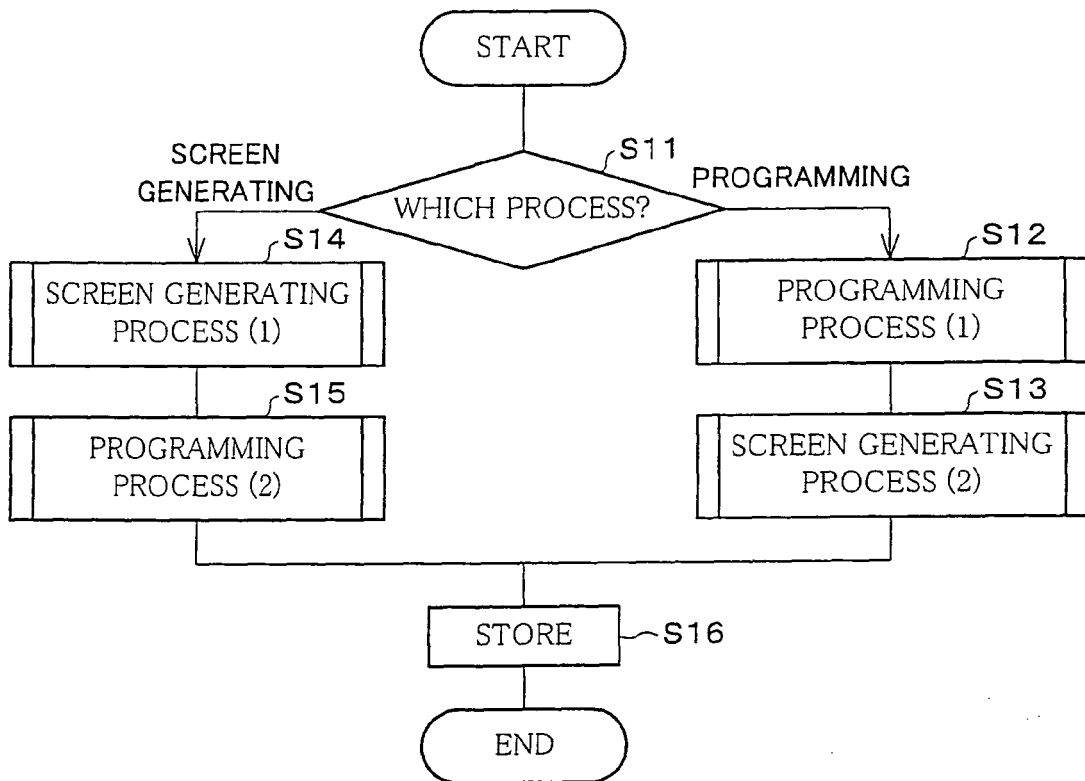 START
S11
SCREEN
GENERATING
PROGRAMMING
WHICH PROCESS?
S14
SCREEN GENERATING
PROCESS (1)
S12
PROGRAMMING
PROCESS (1)
S15
PROGRAMMING
PROCESS (2)
S13
SCREEN GENERATING
PROCESS (2)
STORE
S16
END